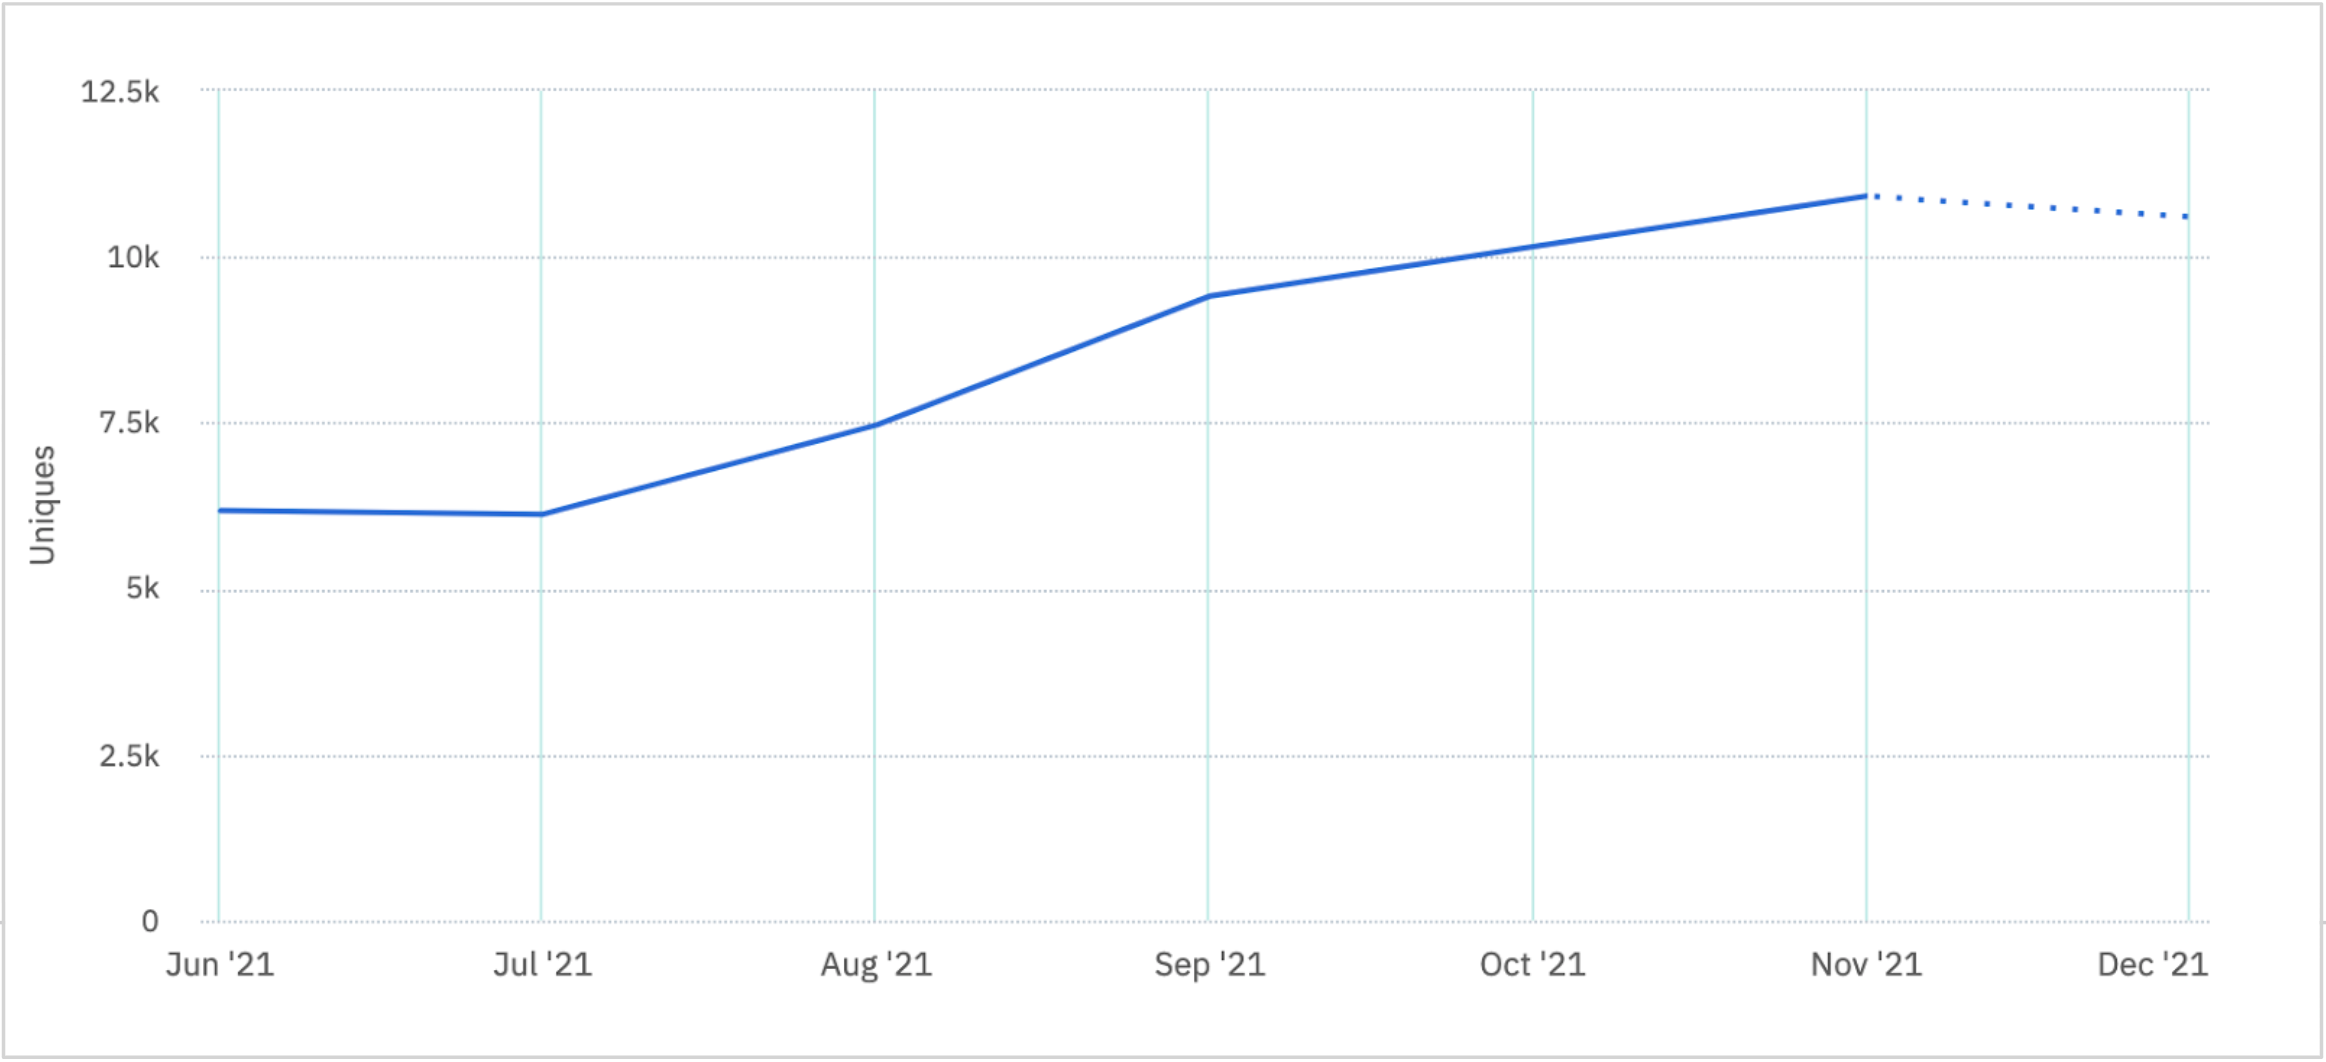 12.5k
10k
7.5k
5k
2.5k
0
Uniques
Jun '21
Jul '21
Aug '21
Sep '21
Oct '21
Nov '21
Dec '21